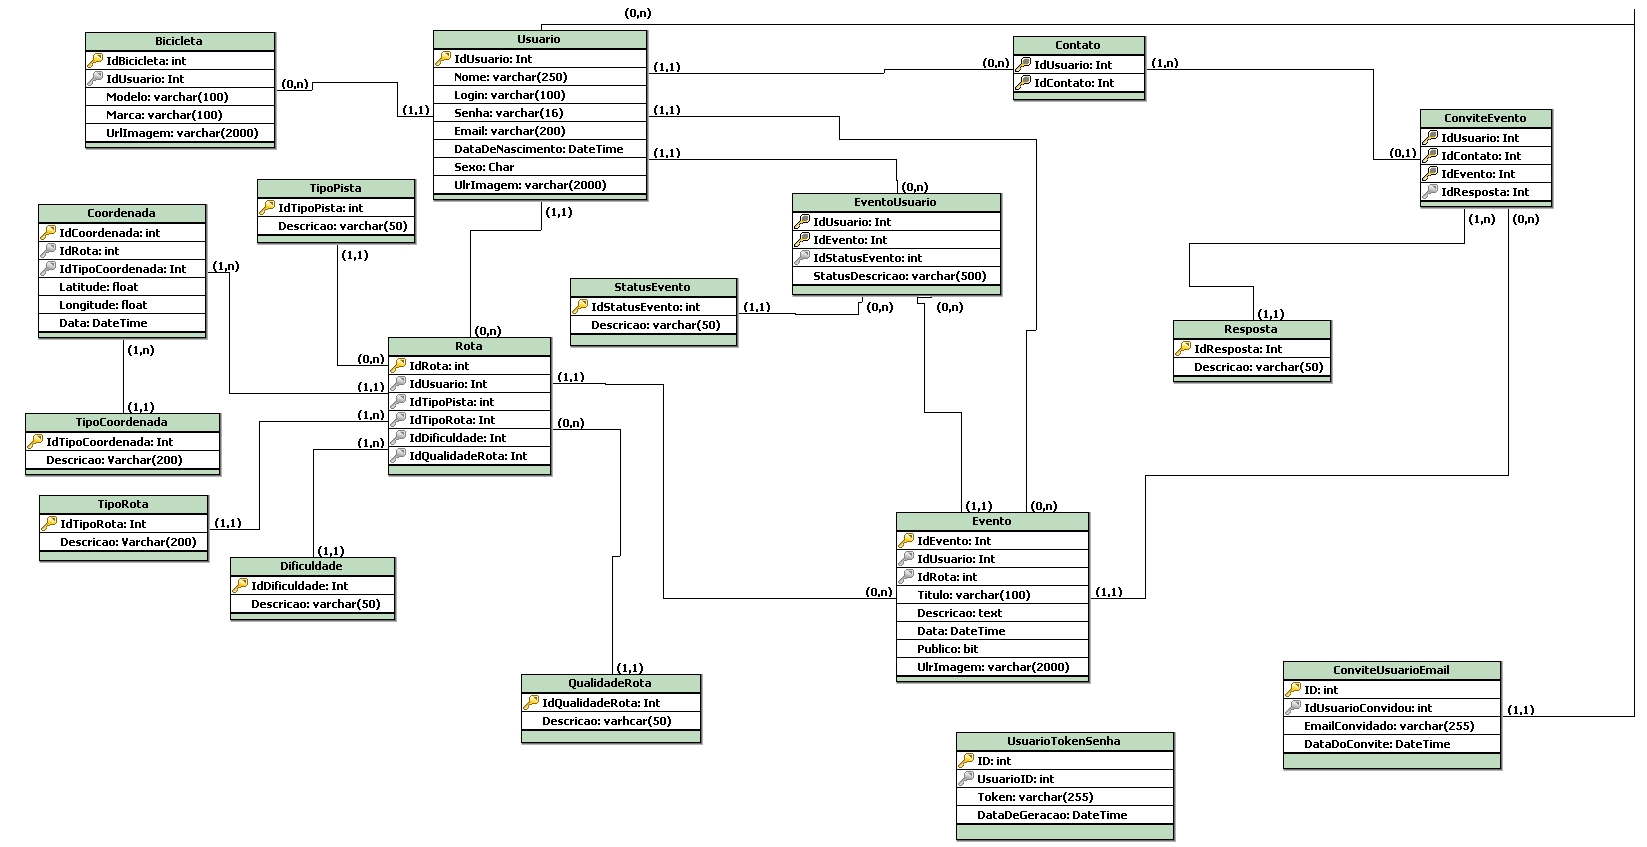 (0,n)
Bicicleta
IdBicicleta: int
IdUsuario: Int
Modelo: varchar(100)
Marca: varchar(100)
UrlImagem: varchar(2000)
(0,n)
(1,1)
Usuario
IdUsuario: Int
Nome: varchar(250)
Login: varchar(100)
Senha: varchar(16)
Email: varchar(200)
DataDeNascimento: DateTime
Sexo: Char
UlrImagem: varchar(2000)
(1,1)
(1,1)
(1,1)
(1,1)
(0,n)
Contato
IdUsuario: Int
IdContato: Int
(1,n)
(0,1)
ConviteEvento
IdUsuario: Int
IdContato: Int
IdEvento: Int
IdResposta: Int
(1,n)
(0,n)
TipoPista
IdTipoPista: int
Descricao: varchar(50)
(1,1)
Coordenada
IdCoordenada: int
IdRota: int
IdTipoCoordenada: Int
Latitude: float
Longitude: float
Data: DateTime
(1,n)
(1,n)
(0,n)
EventoUsuario
IdUsuario: Int
IdEvento: Int
IdStatusEvento: int
StatusDescricao: varchar(500)
(0,n)
(0,n)
StatusEvento
IdStatusEvento: int
Descricao: varchar(50)
(1,1)
(1,1)
Resposta
IdResposta: Int
Descricao: varchar(50)
(0,n)
Rota
IdRota: int
IdUsuario: Int
IdTipoPista: int
IdTipoRota: Int
IdDificuldade: Int
IdQualidadeRota: Int
(0,n)
(1,1)
(1,n)
(1,n)
(1,1)
(0,n)
(1,1)
TipoCoordenada
IdTipoCoordenada: Int
Descricao: Varchar(200)
TipoRota
IdTipoRota: Int
Descricao: Varchar(200)
(1,1)
(1,1)
Dificuldade
IdDificuldade: Int
Descricao: varchar(50)
(1,1)
(0,n)
Evento
IdEvento: Int
IdUsuario: Int
IdRota: int
Titulo: varchar(100)
Descricao: text
Data: DateTime
Publico: bit
UlrImagem: varchar(2000)
(0,n)
(1,1)
(1,1)
QualidadeRota
IdQualidadeRota: Int
Descricao: varhcar(50)
ConviteUsuarioEmail
ID: int
IdUsuarioConvidou: int
EmailConvidado: varchar(255)
DataDoConvite: DateTime
(1,1)
UsuarioTokenSenha
ID: int
UsuarioID: int
Token: varchar(255)
DataDeGeracao: DateTime